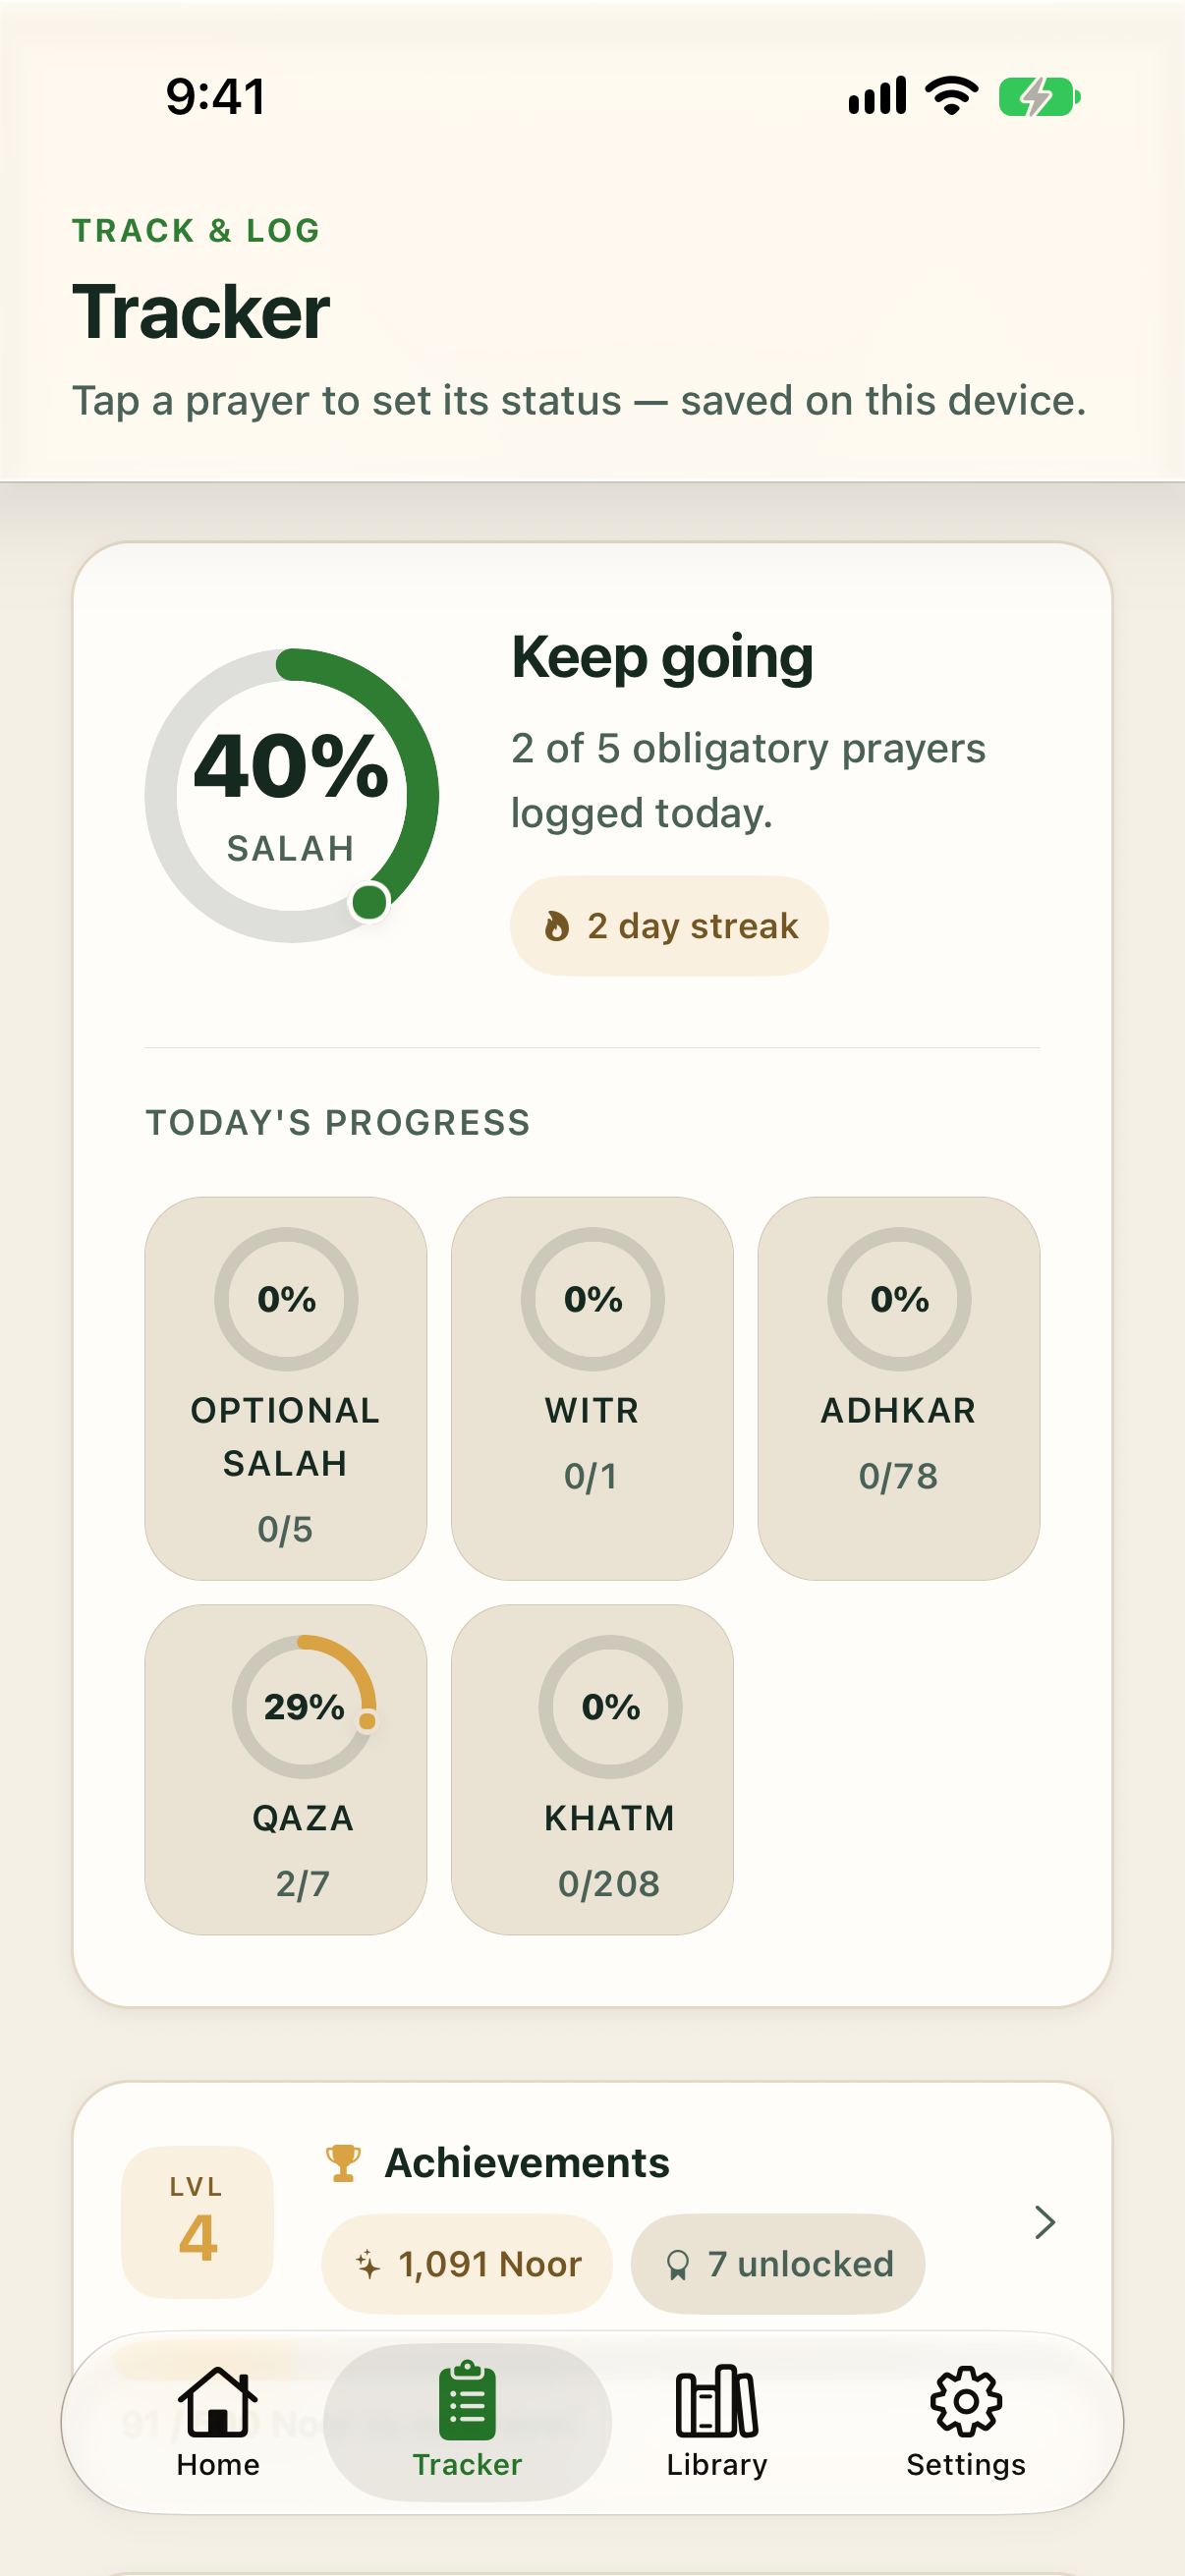 9:41
TRACK & LOG
Tracker
Tap a prayer to set its status — saved on this device.
40%
SALAH
Keep going
2 of 5 obligatory prayers
logged today.
2 day streak
TODAY'S PROGRESS
0%
OPTIONAL
SALAH
0/5
0%
WITR
0/1
0%
ADHKAR
0/78
29%
QAZA
2/7
0%
KHATM
0/208
LVL
4
Achievements
1,091 Noor
7 unlocked
Home
Tracker
Library
Settings